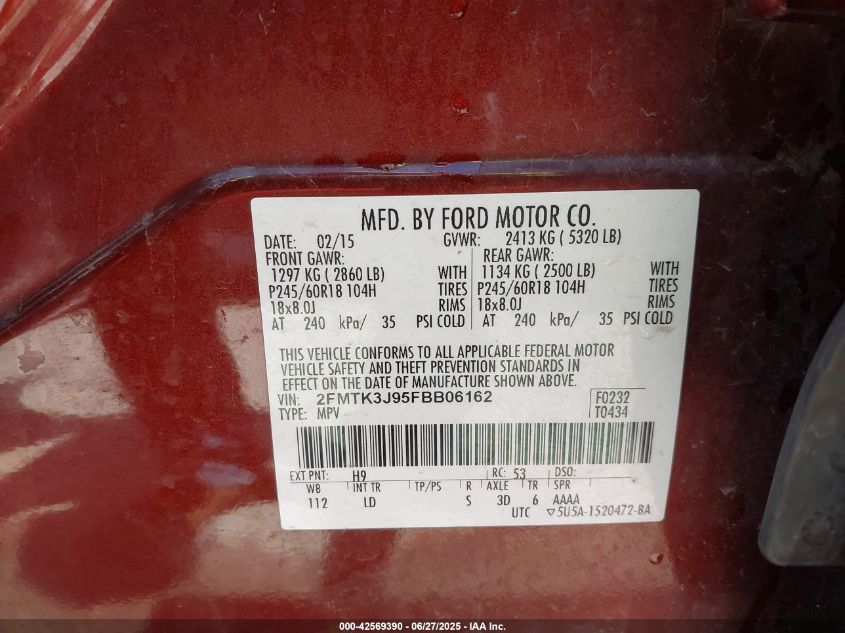 MFD. BY FORD MOTOR CO.
DATE: 02/15 GVWR: 2413 KG ( 5320 LB)
FRONT GAWR: REAR GAWR:
1297 KG ( 2860 LB) WITH 1134 KG ( 2500 LB) WITH
P245/60R18 104H TIRES P245/60R18 104H TIRES
18x8.0J RIMS 18x8.0J RIMS
AT 240 kPa/ 35 PSI COLD AT 240 kPa/ 35 PSI COLD
THIS VEHICLE CONFORMS TO ALL APPLICABLE FEDERAL MOTOR
VEHICLE SAFETY AND THEFT PREVENTION STANDARDS IN
EFFECT ON THE DATE OF MANUFACTURE SHOWN ABOVE.
VIN: 2FMTK3J95FBB06162 F0232
TYPE: MPV T0434
EXT PNT: H9 RC: 53 DSO:
WB INT TR TP/PS R AXLE TR SPR
112 LD S 3D 6 AAAA
UTC ▽5U5A-1520472-BA
000-42569390 - 06/27/2025 - IAA Inc.